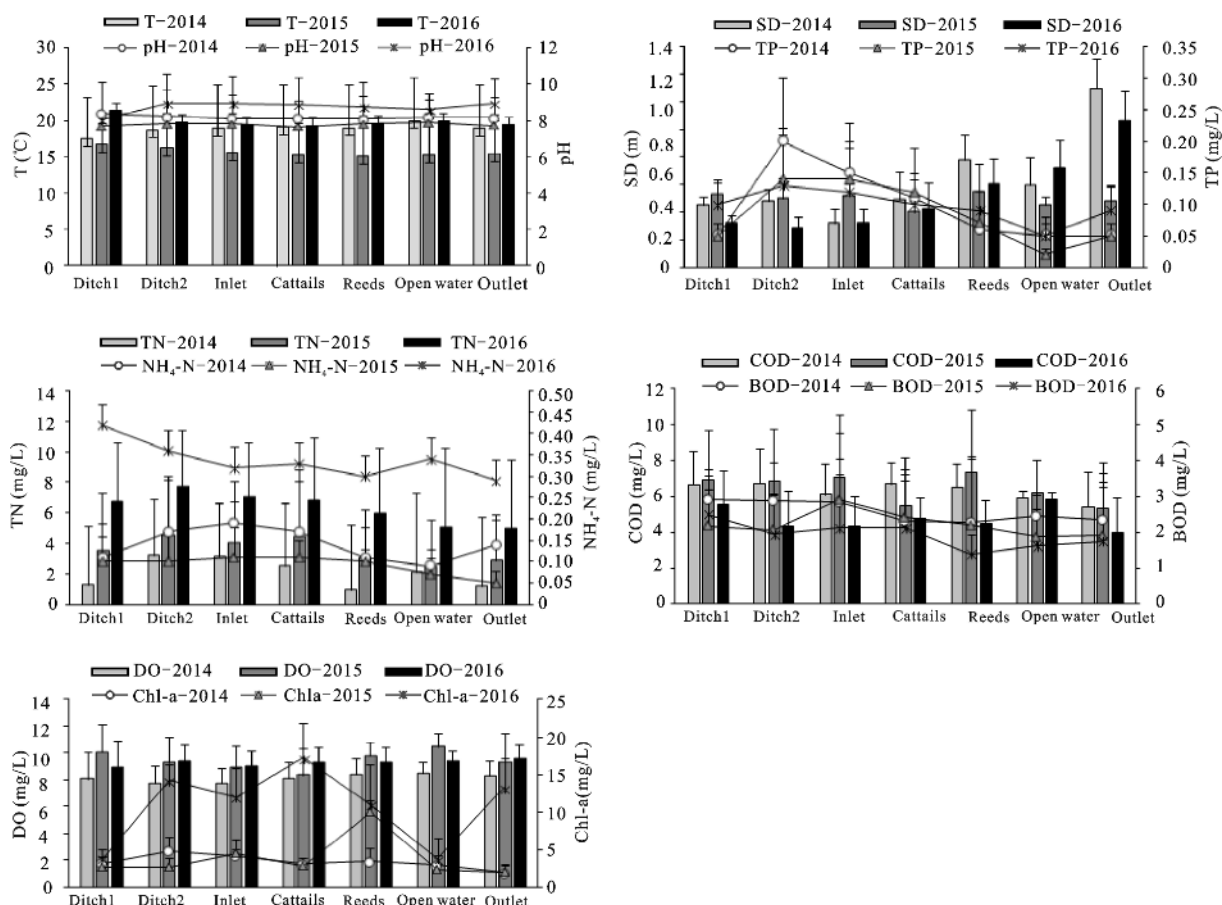 T-2014 T-2015 T-2016
pH-2014 pH-2015 pH-2016
30 25 20 15 10 5 0
T (℃)
12 10 8 6 4 2 0
pH
Ditch1 Ditch2 Inlet Cattails Reeds Open water Outlet
SD-2014 SD-2015 SD-2016
TP-2014 TP-2015 TP-2016
1.4 1.2 1.0 0.8 0.6 0.4 0.2 0
SD (m)
0.35 0.30 0.25 0.20 0.15 0.10 0.05 0
TP (mg/L)
Ditch1 Ditch2 Inlet Cattails Reeds Open water Outlet
TN-2014 TN-2015 TN-2016
NH₄-N-2014 NH₄-N-2015 NH₄-N-2016
14 12 10 8 6 4 2 0
TN (mg/L)
0.50 0.45 0.40 0.35 0.30 0.25 0.20 0.15 0.10 0.05 0
NH₄-N (mg/L)
Ditch1 Ditch2 Inlet Cattails Reeds Open water Outlet
COD-2014 COD-2015 COD-2016
BOD-2014 BOD-2015 BOD-2016
12 10 8 6 4 2 0
COD (mg/L)
6 5 4 3 2 1 0
BOD (mg/L)
Ditch1 Ditch2 Inlet Cattails Reeds Open water Outlet
DO-2014 DO-2015 DO-2016
Chl-a-2014 Chla-2015 Chl-a-2016
14 12 10 8 6 4 2 0
DO (mg/L)
25 20 15 10 5 0
Chl-a(mg/L)
Ditch1 Ditch2 Inlet Cattails Reeds Open water Outlet